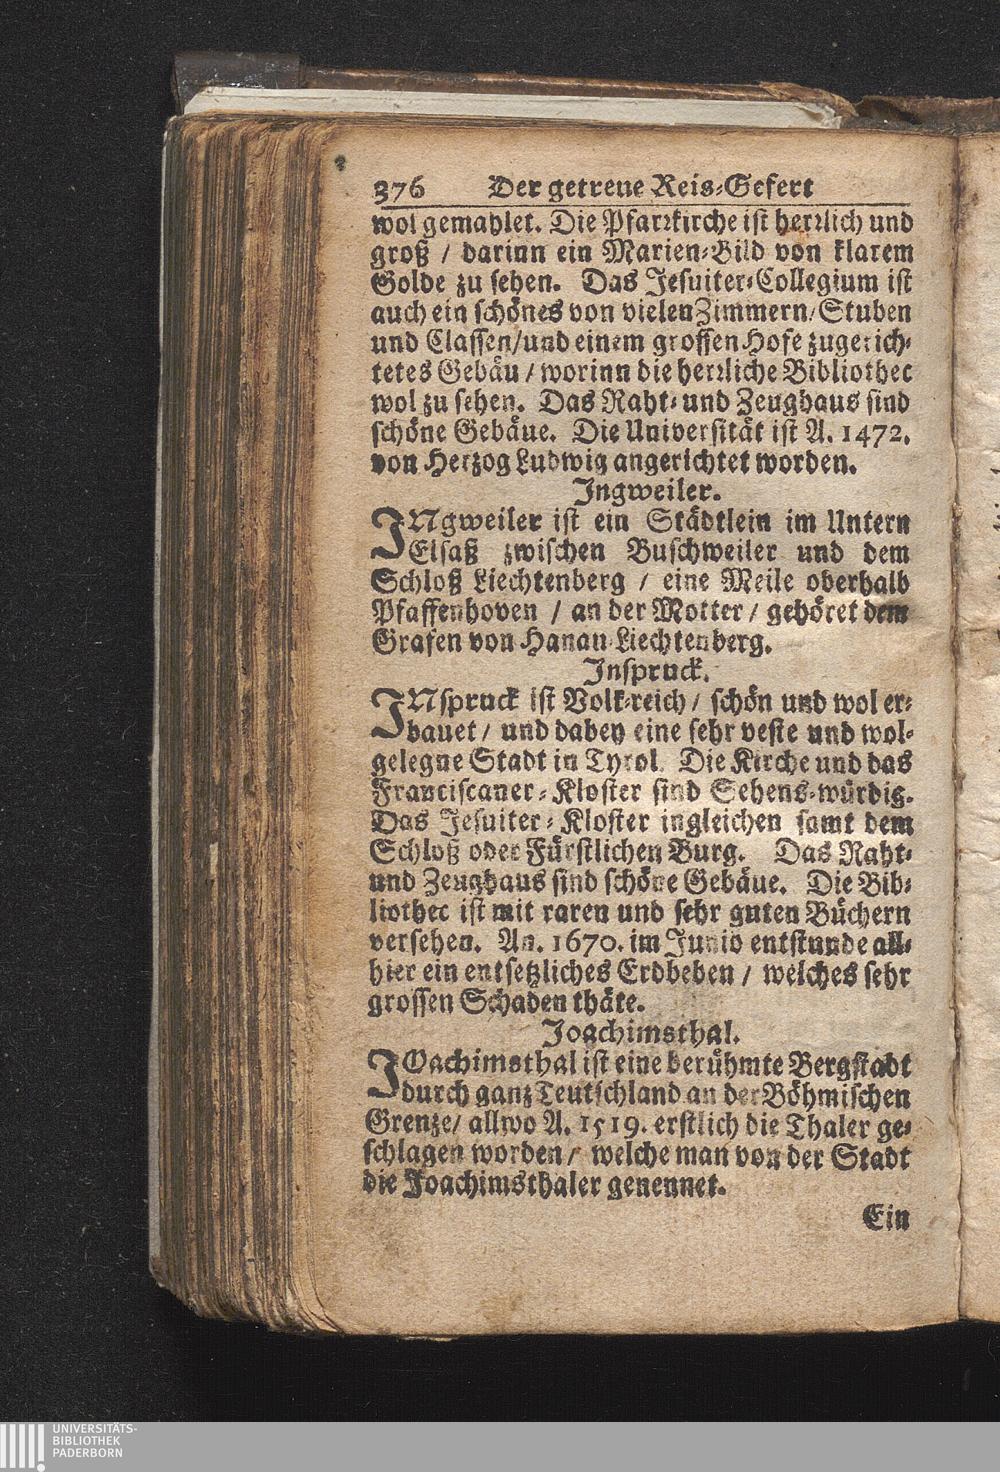 376 Der getreue Reis-Gefert
wol gemahlet. Die Pfarrkirche ist herrlich und
groß / darinn ein Marien-Bild von klarem
Golde zu sehen. Das Jesuiter-Collegium ist
auch ein schönes von vielen Zimmern / Stuben
und Classen / und einem grossen Hofe zugerich-
tetes Gebäu / worinn die herrliche Bibliothec
wol zu sehen. Das Raht- und Zeughaus sind
schöne Gebäue. Die Universität ist A. 1472.
von Herzog Ludwig angerichtet worden.
Ingweiler.
INgweiler ist ein Städtlein im Untern
Elsaß zwischen Buschweiler und dem
Schloß Liechtenberg / eine Meile oberhalb
Pfaffenhoven / an der Motter / gehöret dem
Grafen von Hanau-Liechtenberg.
Inspruck.
INspruck ist Volk-reich / schön und wol er-
bauet / und dabey eine sehr veste und wol-
gelegne Stadt in Tyrol. Die Kirche und das
Franciscaner-Kloster sind Sehens-würdig.
Das Jesuiter-Kloster ingleichen samt dem
Schloß oder Fürstlichen Burg. Das Raht-
und Zeughaus sind schöne Gebäue. Die Bib-
liothec ist mit raren und sehr guten Büchern
versehen. An. 1670. im Junio entstunde all-
hier ein entsetzliches Erdbeben / welches sehr
grossen Schaden thäte.
Joachimsthal.
JOachimsthal ist eine berühmte Bergstadt
durch ganz Teutschland an der Böhmischen
Grenze / allwo A. 1519. erstlich die Thaler ge-
schlagen worden / welche man von der Stadt
die Joachimsthaler genennet.
Ein
UNIVERSITÄTS-
BIBLIOTHEK
PADERBORN